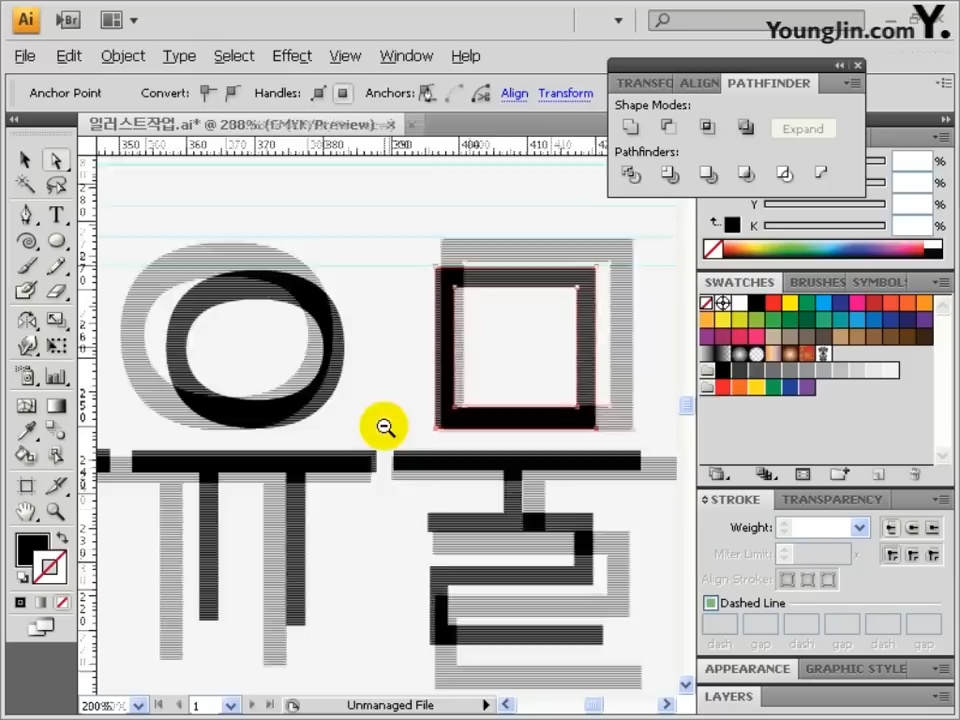 Ai Br
YoungJin.com Y.
File Edit Object Type Select Effect View Window Help
Anchor Point Convert: Handles: Anchors: Align Transform
TRANSFO ALIGN PATHFINDER
Shape Modes:
Expand
Pathfinders:
일러스트작업.ai* @
350 360 370 380 390 400 410
%
%
Y %
K %
SWATCHES BRUSHES SYMBOL
STROKE TRANSPARENCY
Weight:
Miter Limit: x
Align Stroke:
Dashed Line
dash gap dash gap dash gap
APPEARANCE GRAPHIC STYLE
LAYERS
200% 1 Unmanaged File